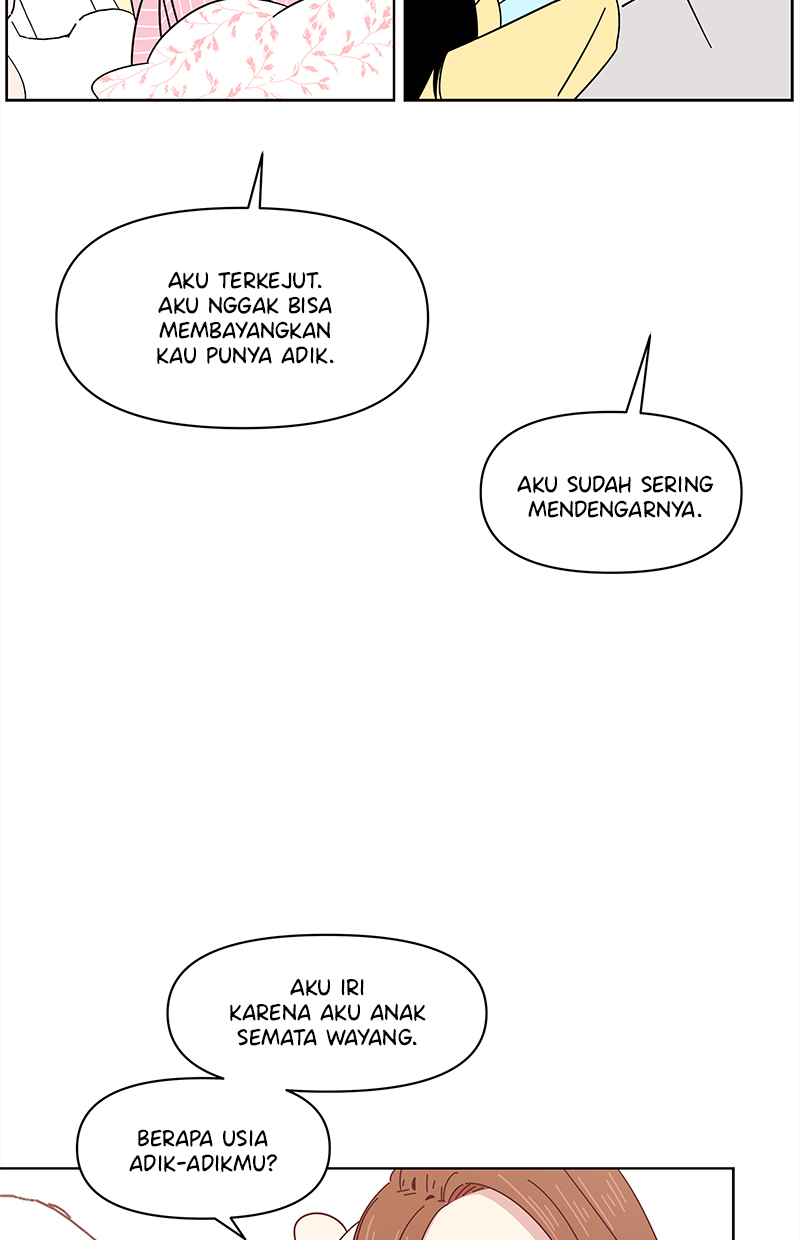 AKU TERKEJUT.
AKU NGGAK BISA
MEMBAYANGKAN
KAU PUNYA ADIK.
AKU SUDAH SERING
MENDENGARNYA.
AKU IRI
KARENA AKU ANAK
SEMATA WAYANG.
BERAPA USIA
ADIK-ADIKMU?